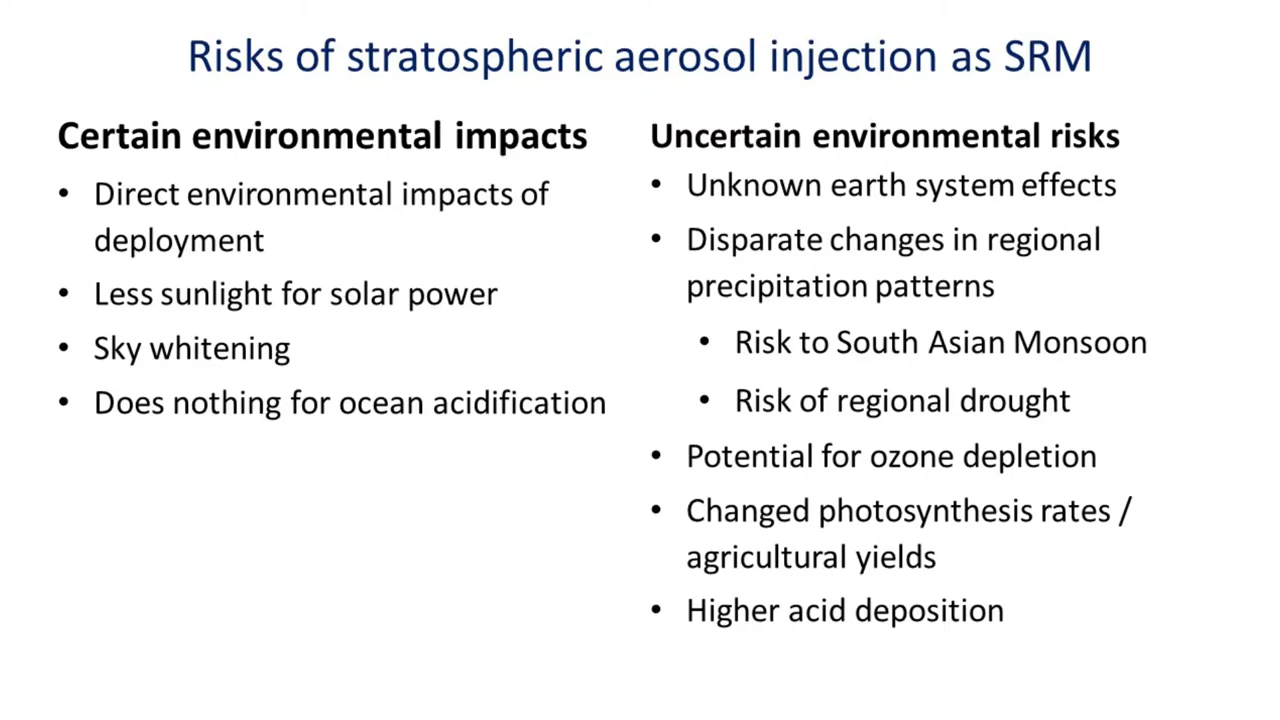 Risks of stratospheric aerosol injection as SRM
Certain environmental impacts
• Direct environmental impacts of
deployment
• Less sunlight for solar power
• Sky whitening
• Does nothing for ocean acidification
Uncertain environmental risks
• Unknown earth system effects
• Disparate changes in regional
precipitation patterns
• Risk to South Asian Monsoon
• Risk of regional drought
• Potential for ozone depletion
• Changed photosynthesis rates /
agricultural yields
• Higher acid deposition